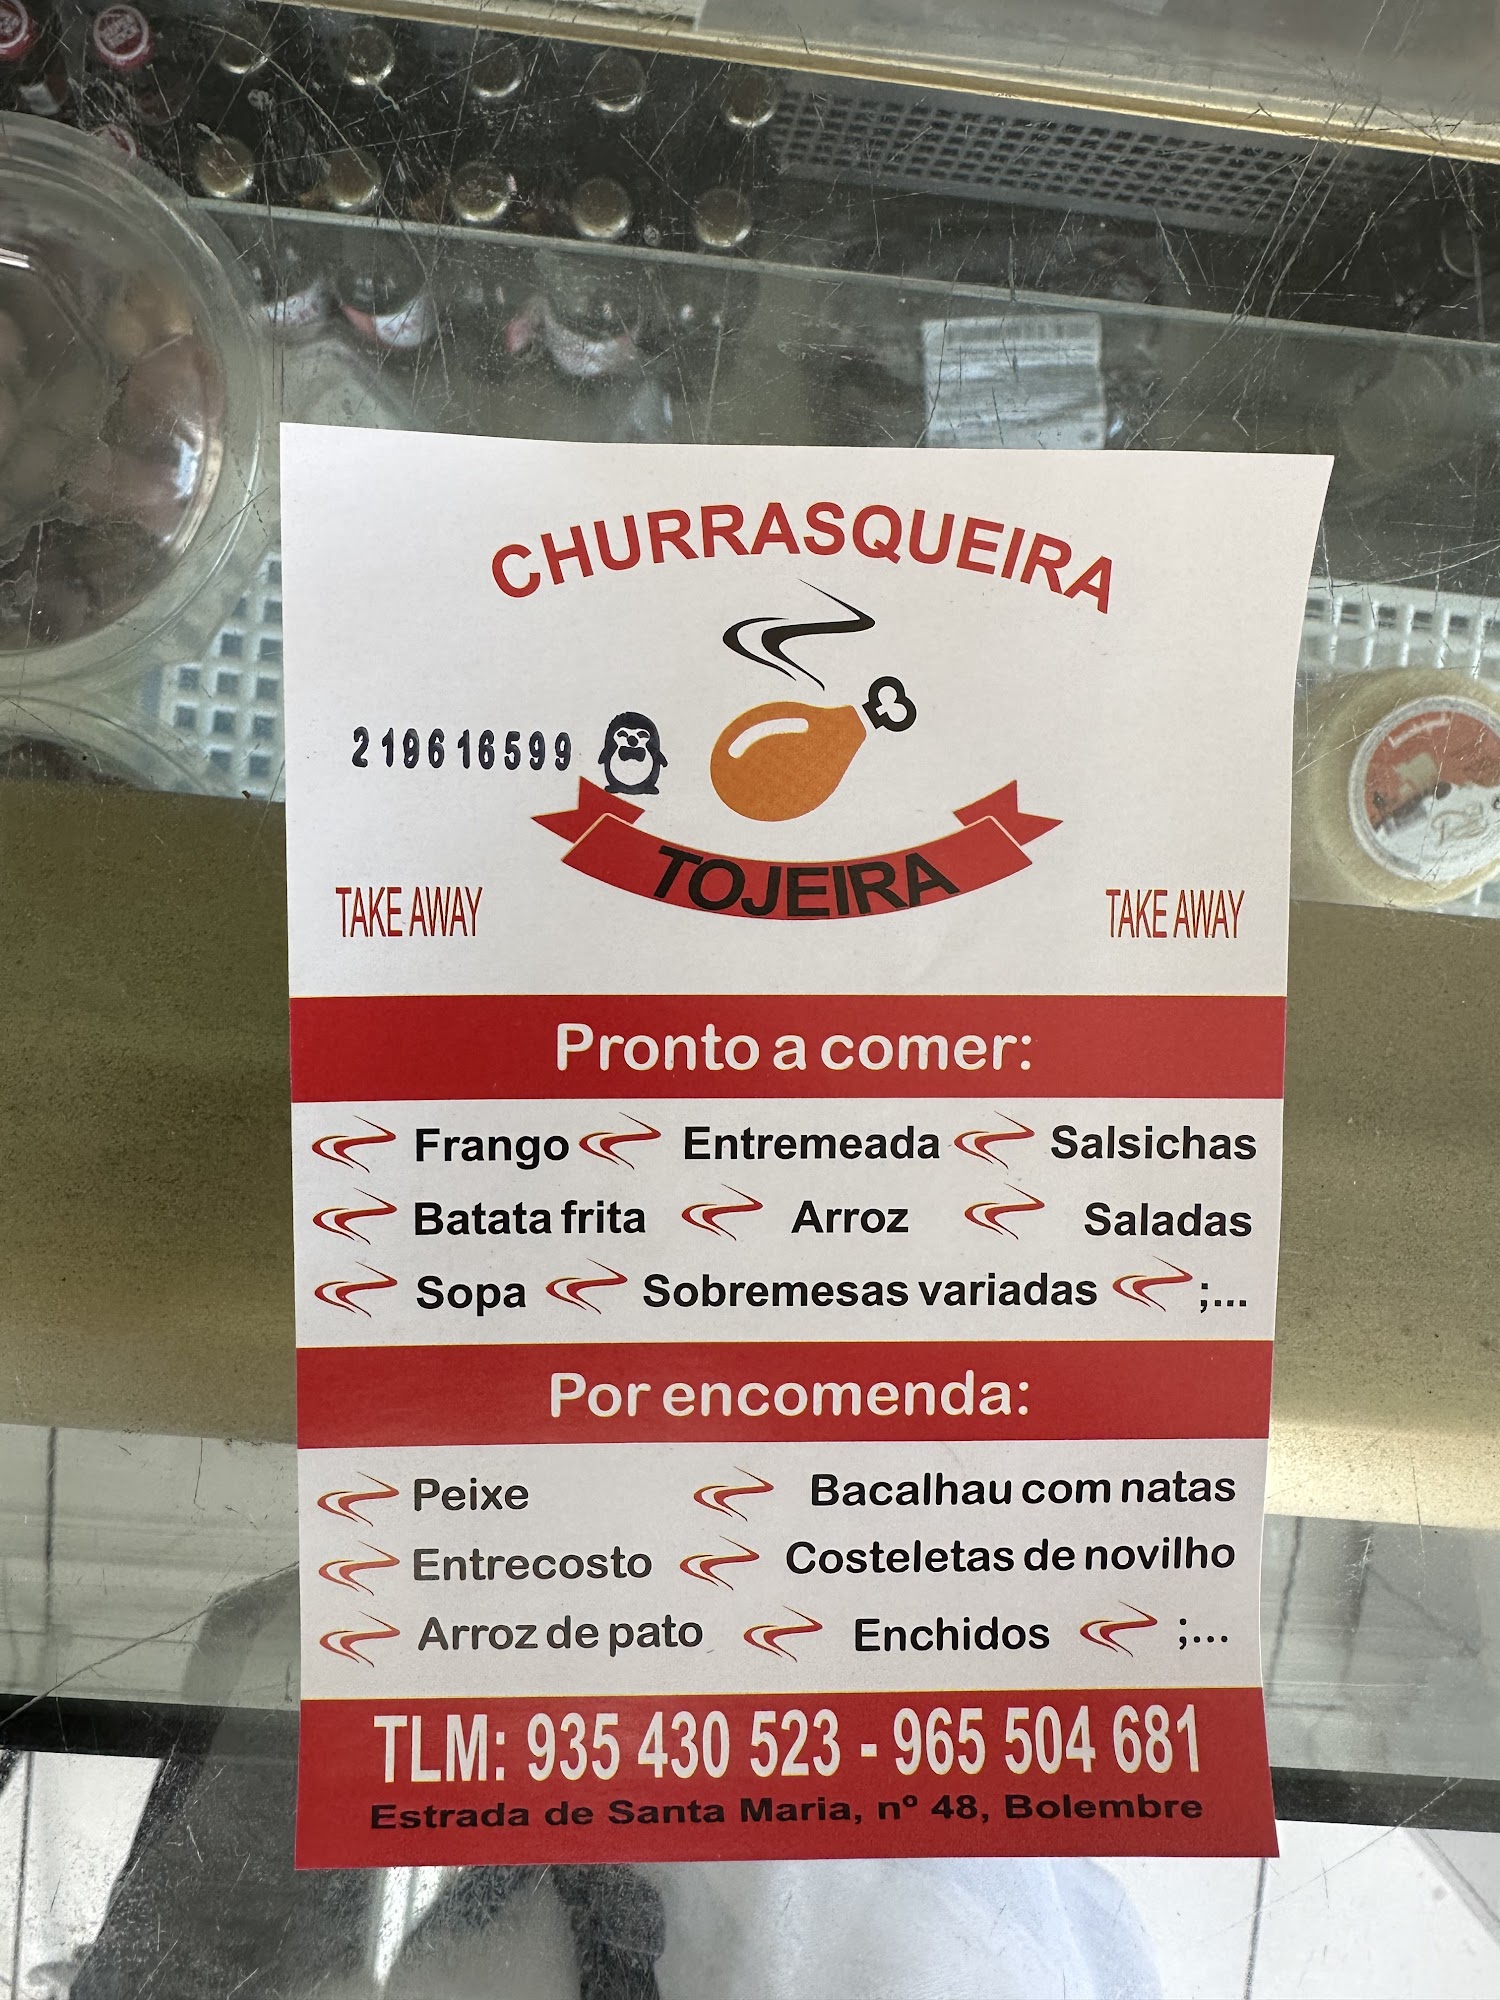 CHURRASQUEIRA
219616599
TOJEIRA
TAKE AWAY TAKE AWAY
Pronto a comer:
Frango Entremeada Salsichas
Batata frita Arroz Saladas
Sopa Sobremesas variadas ;...
Por encomenda:
Peixe Bacalhau com natas
Entrecosto Costeletas de novilho
Arroz de pato Enchidos ;...
TLM: 935 430 523 - 965 504 681
Estrada de Santa Maria, nº 48, Bolembre